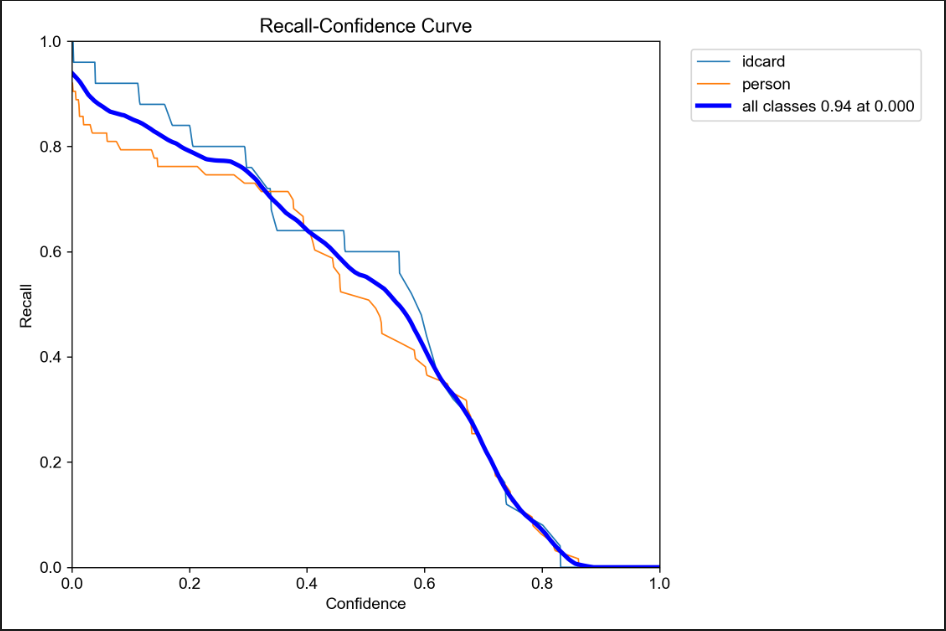 Recall-Confidence Curve
1.0
0.8
0.6
0.4
0.2
0.0
Recall
0.0 0.2 0.4 0.6 0.8 1.0
Confidence
idcard
person
all classes 0.94 at 0.000